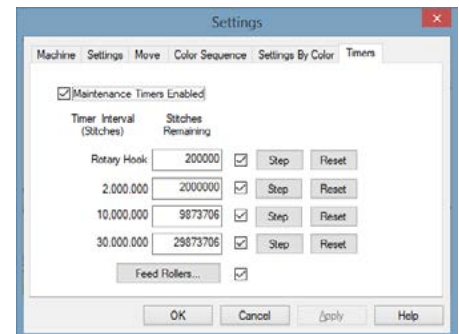 Settings
Machine Settings Move Color Sequence Settings By Color Timers
Maintenance Timers Enabled
Timer Interval Stitches
(Stitches) Remaining
Rotary Hook 200000 Step Reset
2.000.000 2000000 Step Reset
10,000,000 9873706 Step Reset
30.000.000 29873706 Step Reset
Feed Rollers...
OK Cancel Apply Help